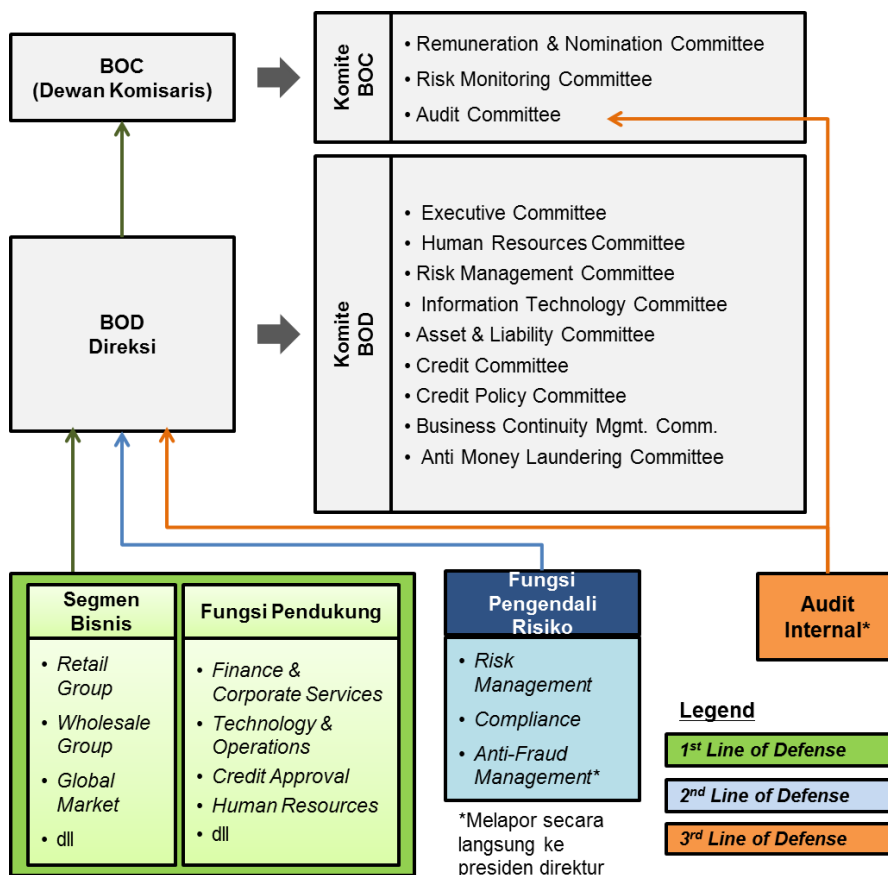 BOC
(Dewan Komisaris)
Komite
BOC
• Remuneration & Nomination Committee
• Risk Monitoring Committee
• Audit Committee
BOD
Direksi
Komite
BOD
• Executive Committee
• Human Resources Committee
• Risk Management Committee
• Information Technology Committee
• Asset & Liability Committee
• Credit Committee
• Credit Policy Committee
• Business Continuity Mgmt. Comm.
• Anti Money Laundering Committee
Segmen
Bisnis
• Retail
Group
• Wholesale
Group
• Global
Market
• dll
Fungsi Pendukung
• Finance &
Corporate Services
• Technology &
Operations
• Credit Approval
• Human Resources
• dll
Fungsi
Pengendali
Risiko
• Risk
Management
• Compliance
• Anti-Fraud
Management*
*Melapor secara
langsung ke
presiden direktur
Audit
Internal*
Legend
1st Line of Defense
2nd Line of Defense
3rd Line of Defense